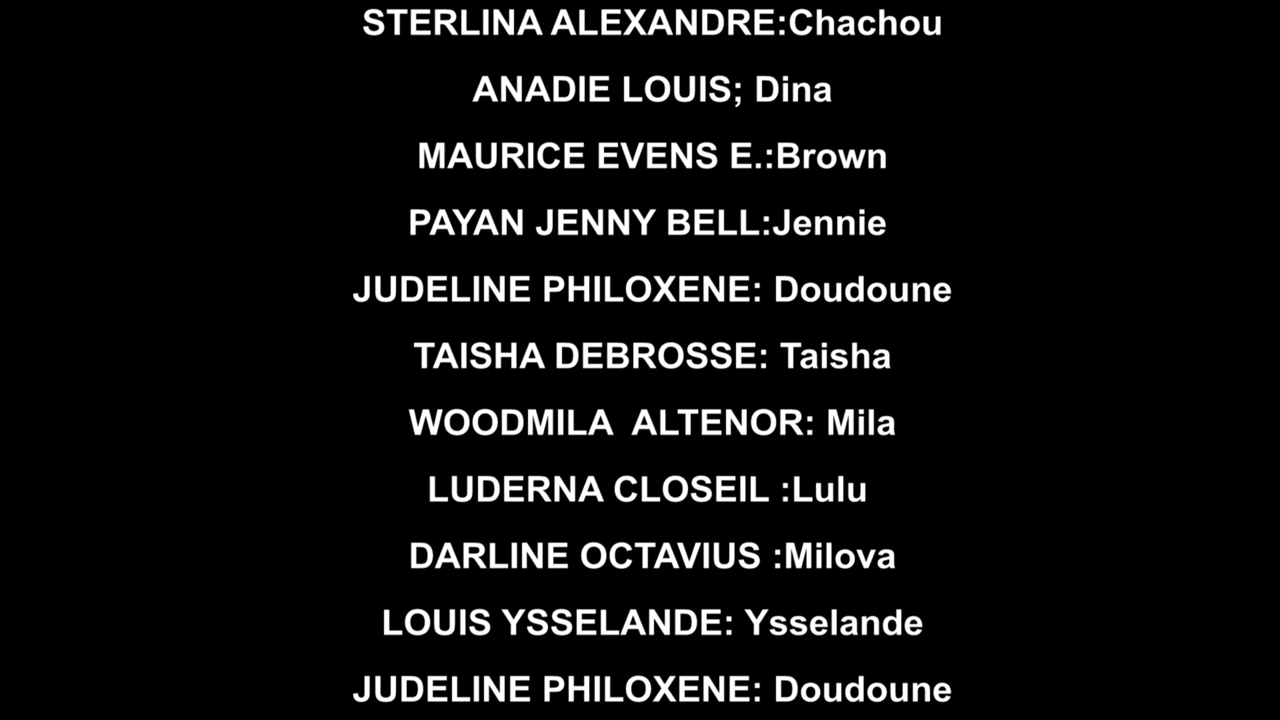 STERLINA ALEXANDRE:Chachou
ANADIE LOUIS; Dina
MAURICE EVENS E.:Brown
PAYAN JENNY BELL:Jennie
JUDELINE PHILOXENE: Doudoune
TAISHA DEBROSSE: Taisha
WOODMILA  ALTENOR: Mila
LUDERNA CLOSEIL :Lulu
DARLINE OCTAVIUS :Milova
LOUIS YSSELANDE: Ysselande
JUDELINE PHILOXENE: Doudoune